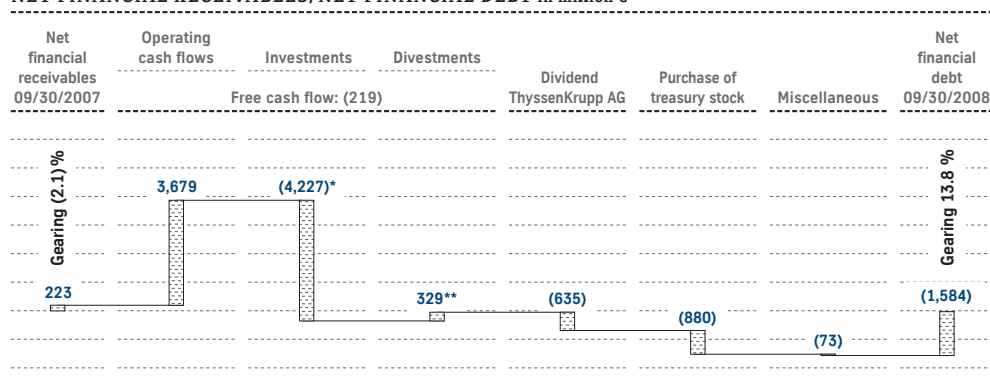 NET FINANCIAL RECEIVABLES/NET FINANCIAL DEBT in million €
Net
financial
receivables
09/30/2007
Operating
cash flows
Investments
Divestments
Free cash flow: (219)
Dividend
ThyssenKrupp AG
Purchase of
treasury stock
Miscellaneous
Net
financial
debt
09/30/2008
Gearing (2.1)%
223
3,679
(4,227)*
329**
(635)
(880)
(73)
(1,584)
Gearing 13.8 %